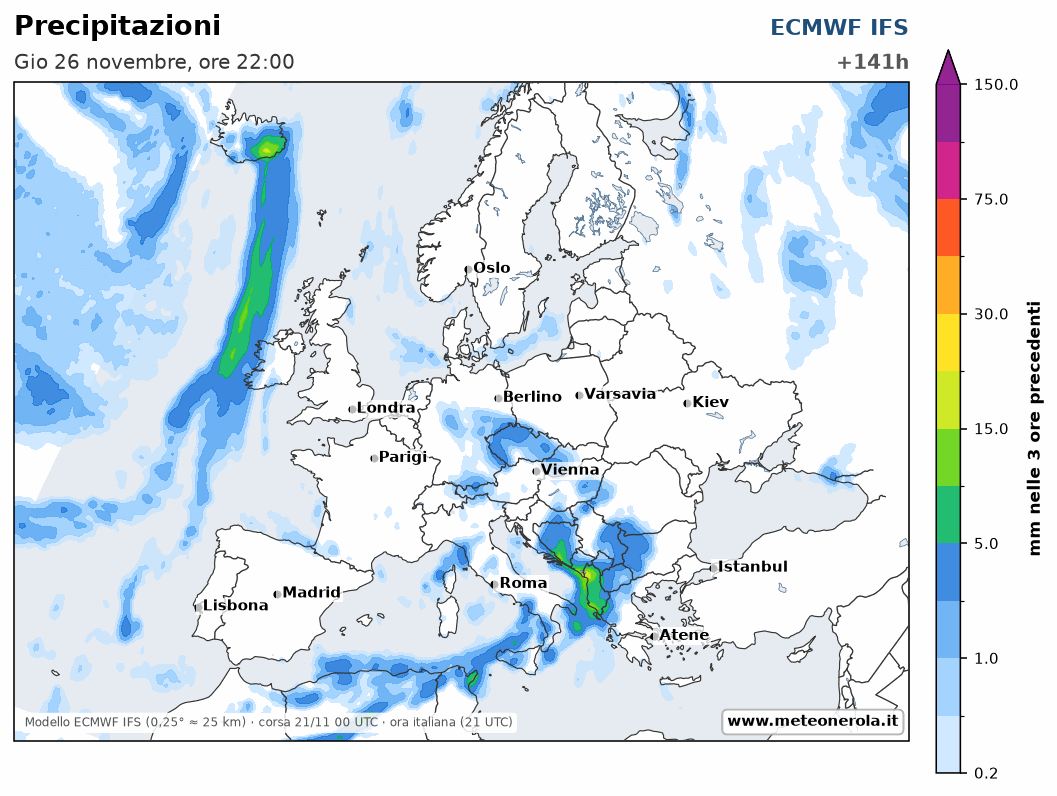 Precipitazioni
ECMWF IFS
Gio 26 novembre, ore 22:00
+141h
150.0
75.0
30.0
15.0
5.0
1.0
0.2
mm nelle 3 ore precedenti
Oslo
Berlino
Varsavia
Londra
Kiev
Parigi
Vienna
Istanbul
Roma
Madrid
Lisbona
Atene
Modello ECMWF IFS (0,25° ≈ 25 km) · corsa 21/11 00 UTC · ora italiana (21 UTC)
www.meteonerola.it